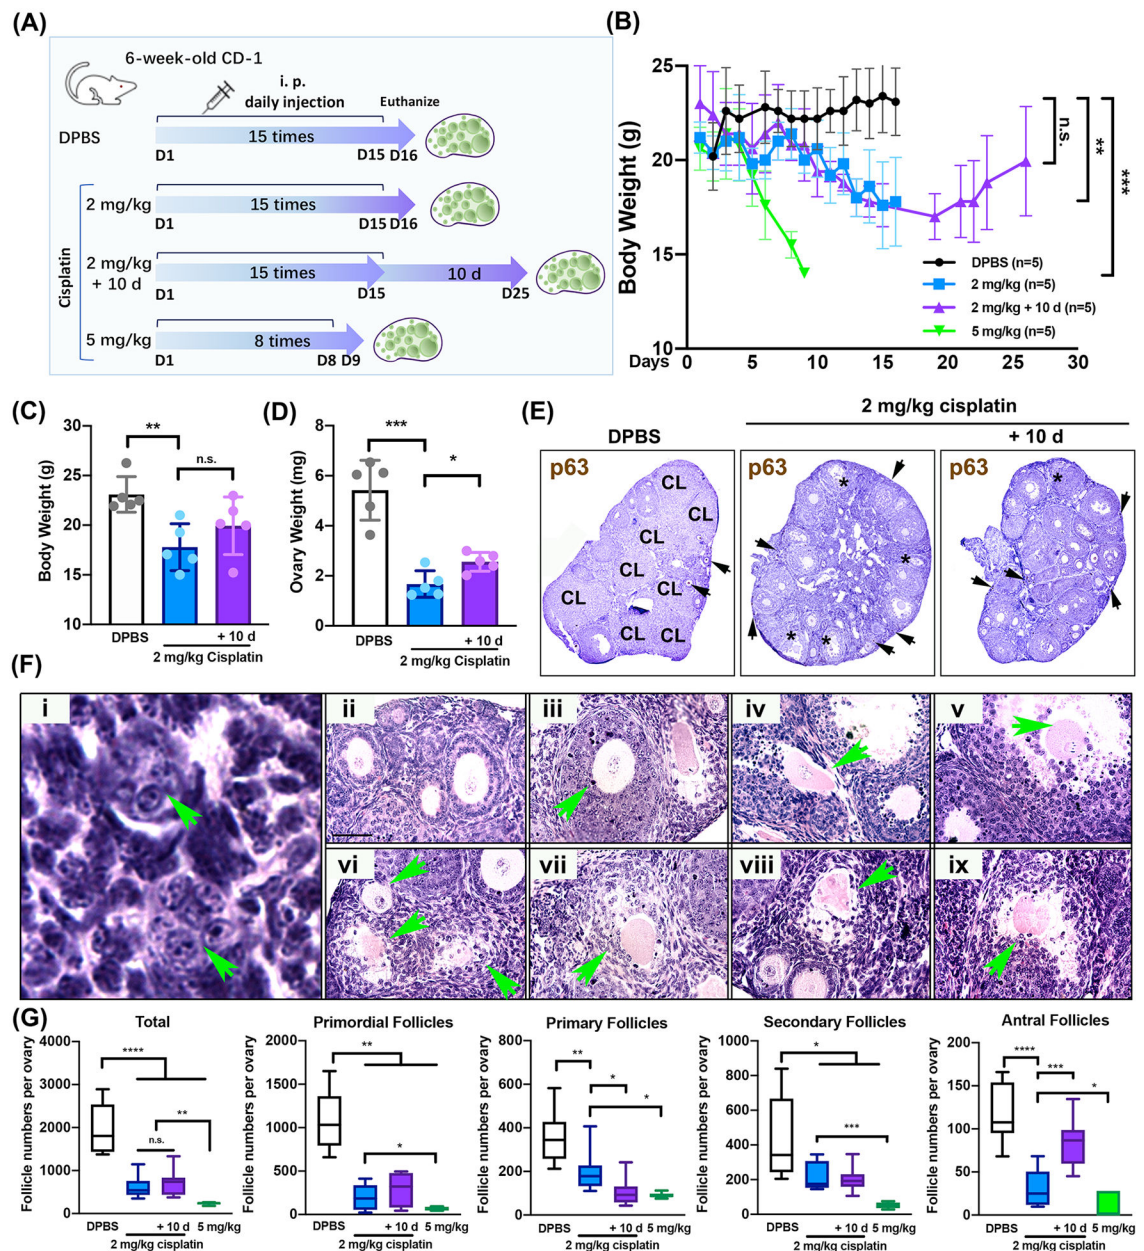 (A)
6-week-old CD-1
i. p.
daily injection
Euthanize
DPBS
15 times
D1
D15 D16
Cisplatin
2 mg/kg
15 times
D1
D15 D16
2 mg/kg
+ 10 d
15 times
10 d
D1
D15
D25
5 mg/kg
8 times
D1
D8 D9
(B)
Body Weight (g)
25
20
15
10
Days
0
5
10
15
20
25
30
n.s.
**
***
DPBS (n=5)
2 mg/kg (n=5)
2 mg/kg + 10 d (n=5)
5 mg/kg (n=5)
(C)
Body Weight (g)
30
25
20
15
10
**
n.s.
DPBS
+ 10 d
2 mg/kg Cisplatin
(D)
Ovary Weight (mg)
8
6
4
2
0
***
*
DPBS
+ 10 d
2 mg/kg Cisplatin
(E)
2 mg/kg cisplatin
DPBS
+ 10 d
p63
CL
CL
CL
CL
CL
CL
CL
CL
p63
*
*
*
*
p63
*
(F)
i
ii
iii
iv
v
vi
vii
viii
ix
(G)
Total
Follicle numbers per ovary
4000
3000
2000
1000
0
****
**
n.s.
DPBS
+ 10 d
5 mg/kg
2 mg/kg cisplatin
Primordial Follicles
Follicle numbers per ovary
2000
1500
1000
500
0
**
*
DPBS
+ 10 d
5 mg/kg
2 mg/kg cisplatin
Primary Follicles
Follicle numbers per ovary
800
600
400
200
0
**
*
*
DPBS
+ 10 d
5 mg/kg
2 mg/kg cisplatin
Secondary Follicles
Follicle numbers per ovary
1000
800
600
400
200
0
*
***
DPBS
+ 10 d
5 mg/kg
2 mg/kg cisplatin
Antral Follicles
Follicle numbers per ovary
200
150
100
50
0
****
***
*
DPBS
+ 10 d
5 mg/kg
2 mg/kg cisplatin